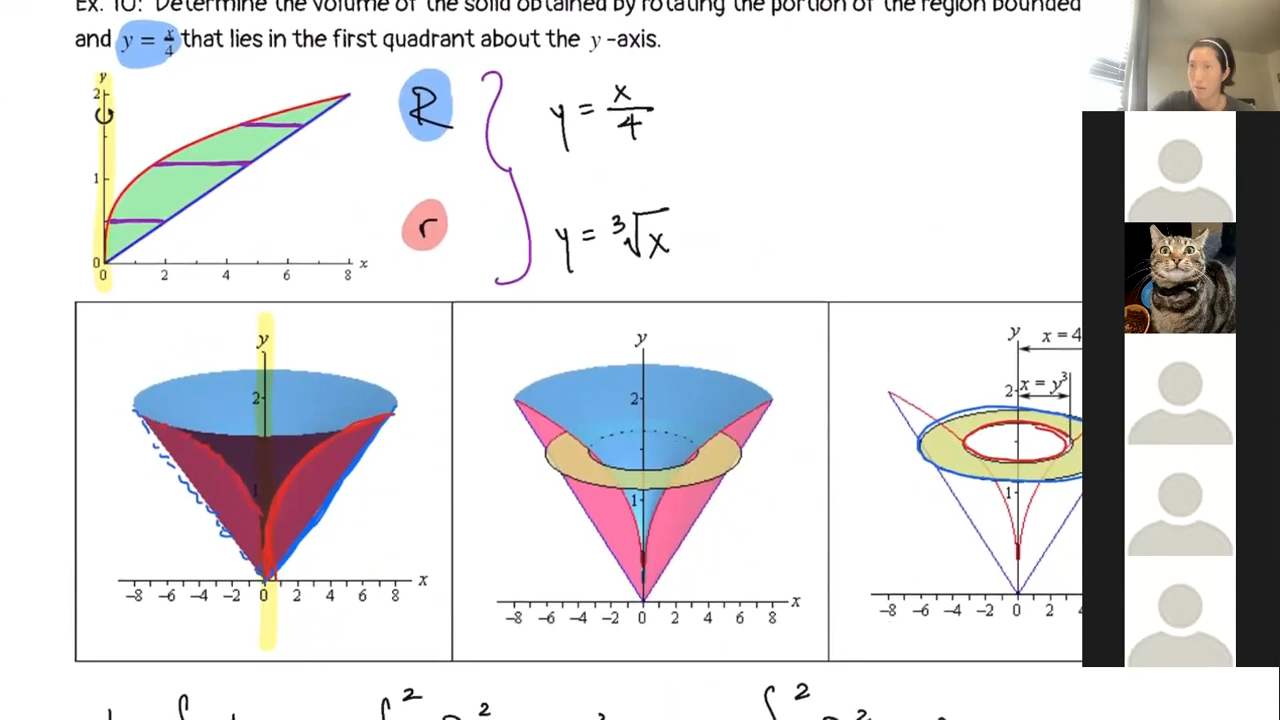 Ex. 10: Determine the volume of the solid obtained by rotating the portion of the region bounded
and y = x/4 that lies in the first quadrant about the y -axis.
y
2
1
0
0 2 4 6 8 x
R
y = x/4
r
y = ³√x
y
2
1
-8 -6 -4 -2 0 2 4 6 8 x
y
2
1
-8 -6 -4 -2 0 2 4 6 8 x
y x = 4
2 x = y³
1
-8 -6 -4 -2 0 2
2
2
2